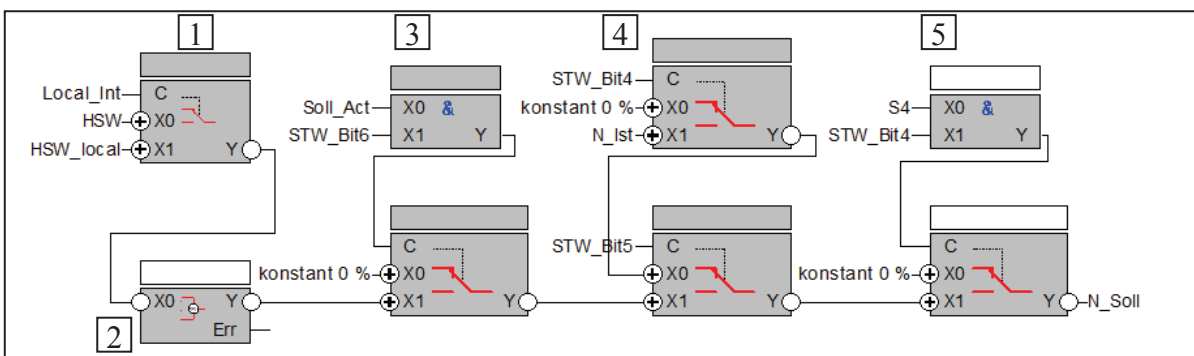 1
3
4
5
Local_Int
C
HSW
X0
HSW_local
X1
Y
Soll_Act
X0
&
STW_Bit6
X1
Y
STW_Bit4
C
konstant 0 %
X0
N_Ist
X1
Y
S4
X0
&
STW_Bit4
X1
Y
2
X0
Y
Err
C
konstant 0 %
X0
X1
Y
STW_Bit5
C
X0
X1
Y
C
konstant 0 %
X0
X1
Y
N_Soll